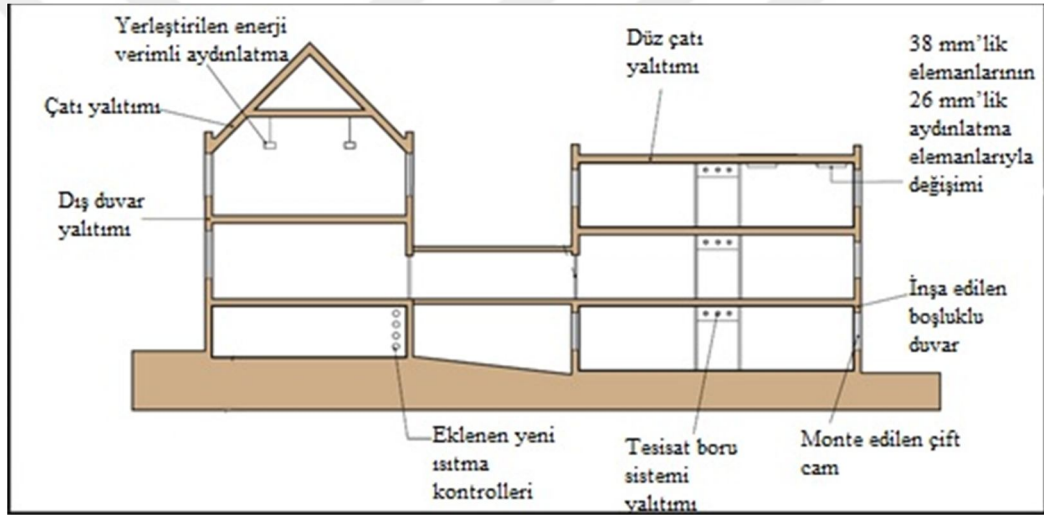 Yerleştirilen enerji
verimli aydınlatma
Çatı yalıtımı
Dış duvar
yalıtımı
Düz çatı
yalıtımı
38 mm’lik
elemanlarının
26 mm’lik
aydınlatma
elemanlarıyla
değişimi
İnşa edilen
boşluklu
duvar
Eklenen yeni
ısıtma
kontrolleri
Tesisat boru
sistemi
yalıtımı
Monte edilen çift
cam